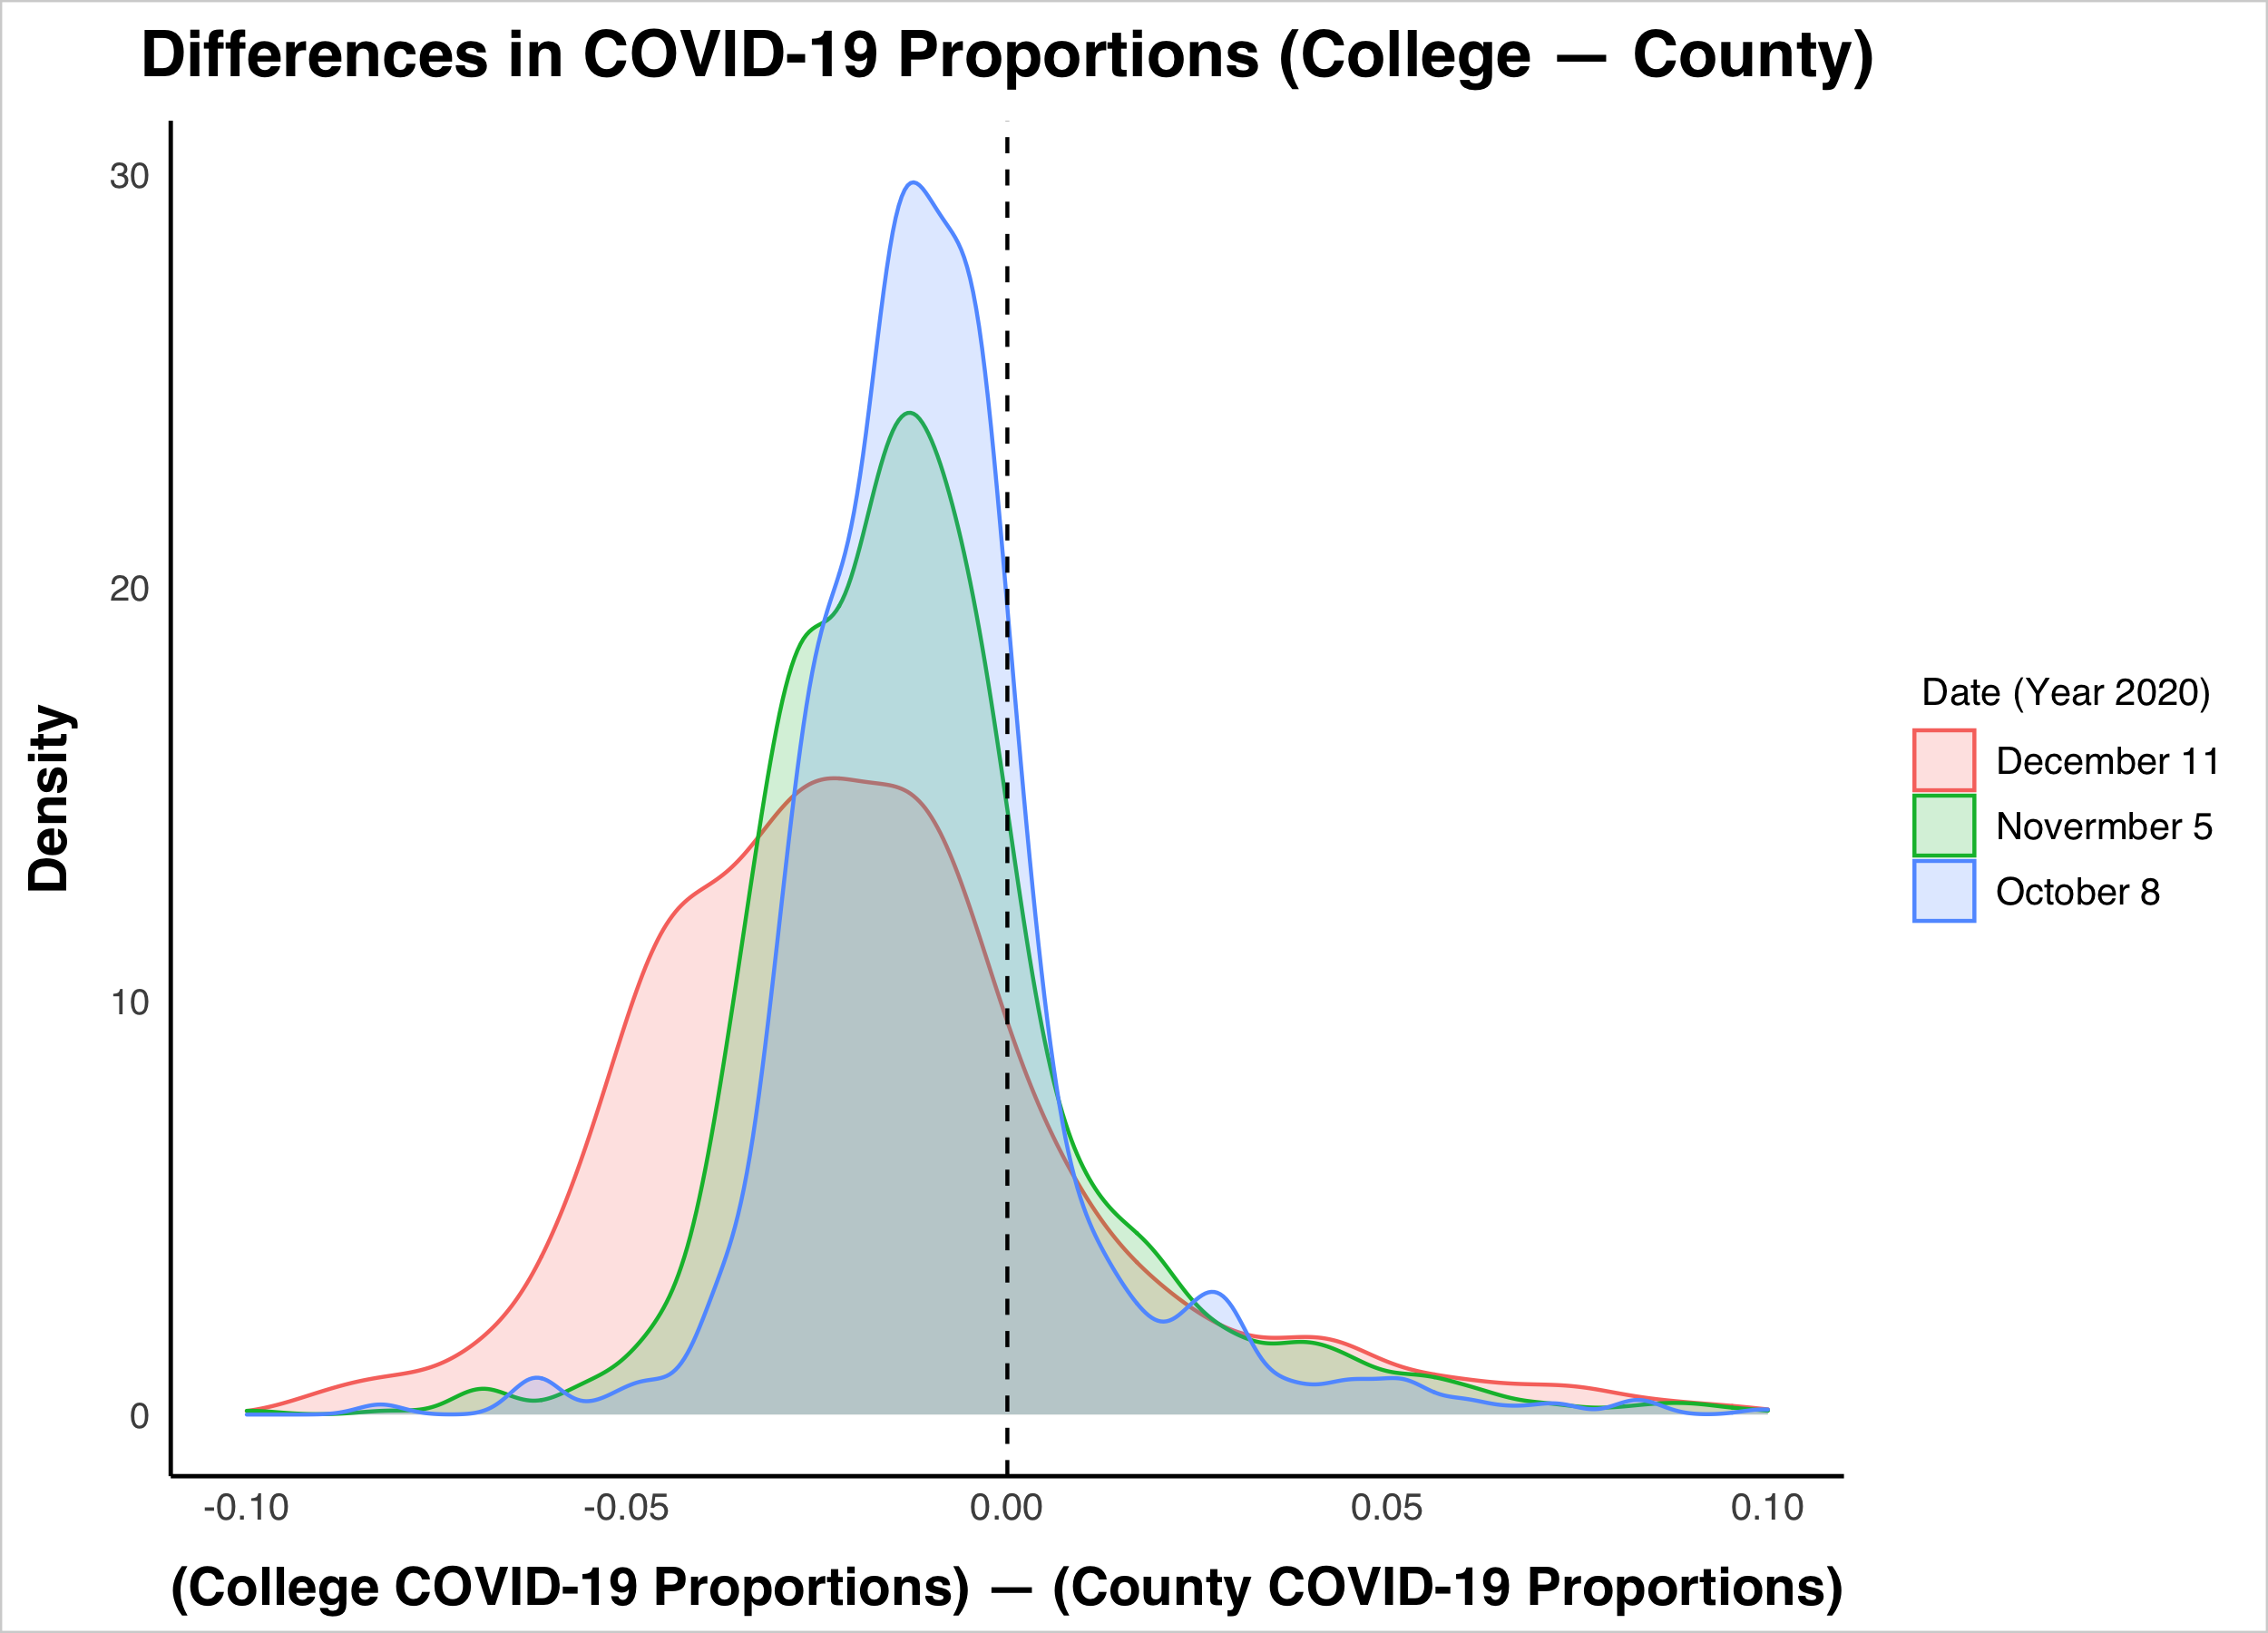 Differences in COVID-19 Proportions (College — County)
30
20
10
0
Density
-0.10
-0.05
0.00
0.05
0.10
(College COVID-19 Proportions) — (County COVID-19 Proportions)
Date (Year 2020)
December 11
Novermber 5
October 8